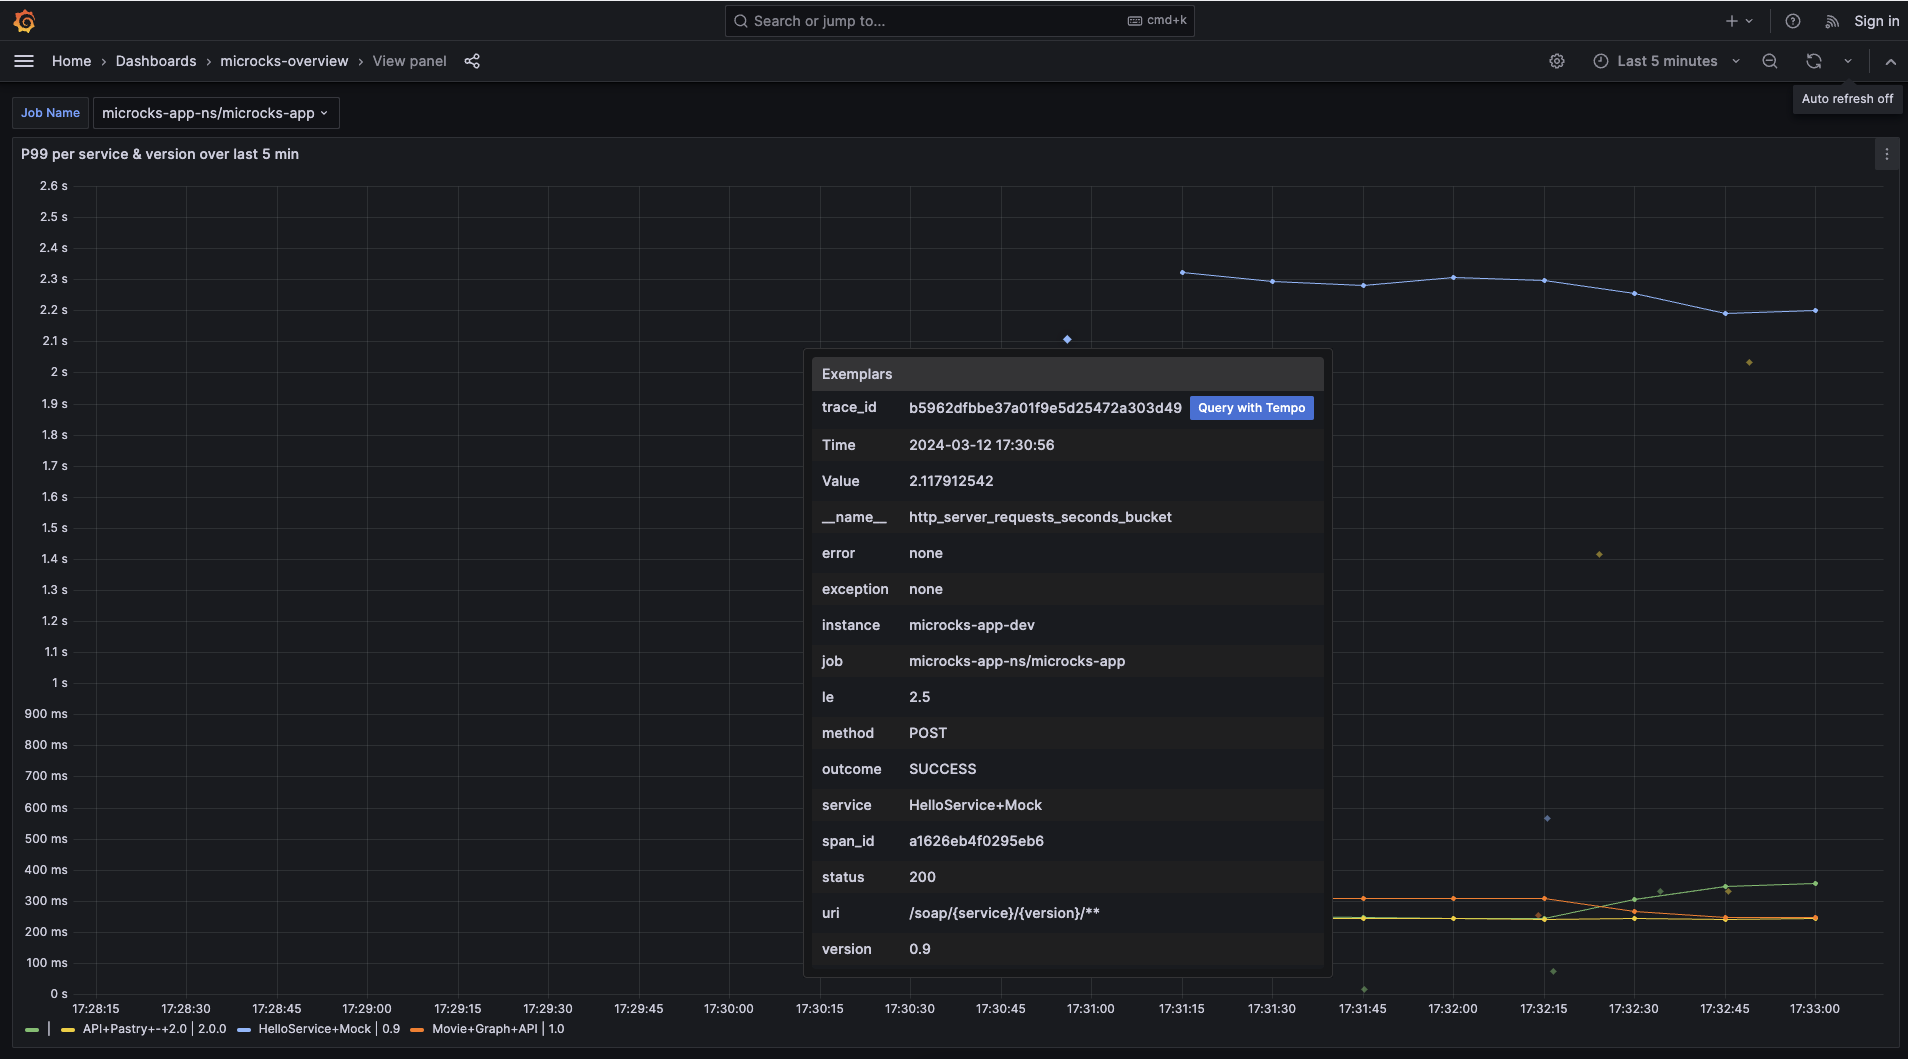 Search or jump to... cmd+k Sign in
Home › Dashboards › microcks-overview › View panel Last 5 minutes
Auto refresh off
Job Name microcks-app-ns/microcks-app
P99 per service & version over last 5 min
2.6 s
2.5 s
2.4 s
2.3 s
2.2 s
2.1 s
2 s
1.9 s
1.8 s
1.7 s
1.6 s
1.5 s
1.4 s
1.3 s
1.2 s
1.1 s
1 s
900 ms
800 ms
700 ms
600 ms
500 ms
400 ms
300 ms
200 ms
100 ms
0 s
Exemplars
trace_id b5962dfbbe37a01f9e5d25472a303d49 Query with Tempo
Time 2024-03-12 17:30:56
Value 2.117912542
__name__ http_server_requests_seconds_bucket
error none
exception none
instance microcks-app-dev
job microcks-app-ns/microcks-app
le 2.5
method POST
outcome SUCCESS
service HelloService+Mock
span_id a1626eb4f0295eb6
status 200
uri /soap/{service}/{version}/**
version 0.9
17:28:15 17:28:30 17:28:45 17:29:00 17:29:15 17:29:30 17:29:45 17:30:00 17:30:15 17:30:30 17:30:45 17:31:00 17:31:15 17:31:30 17:31:45 17:32:00 17:32:15 17:32:30 17:32:45 17:33:00
| API+Pastry+-+2.0 | 2.0.0 HelloService+Mock | 0.9 Movie+Graph+API | 1.0